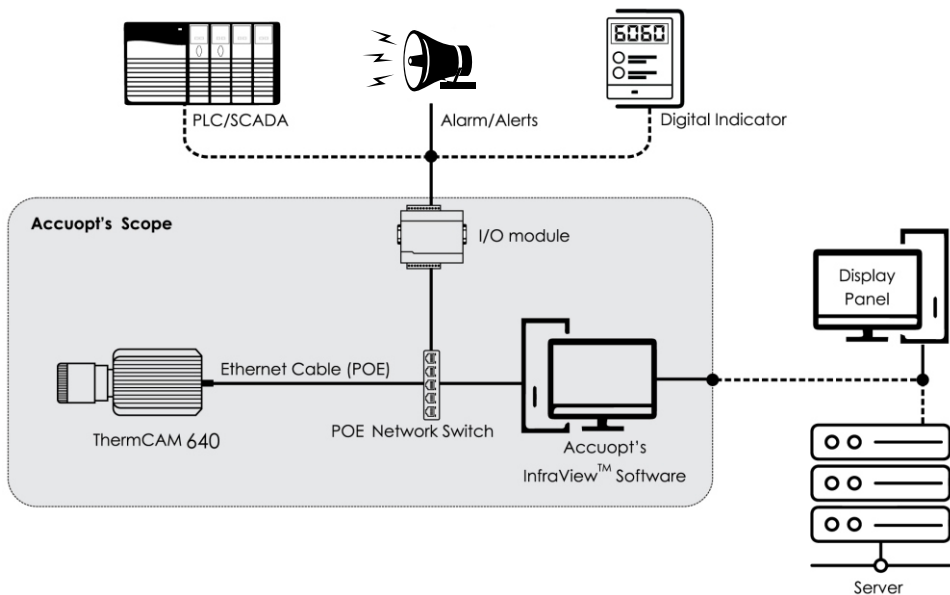 6060
PLC/SCADA
Alarm/Alerts
Digital Indicator
Accuopt's Scope
I/O module
Display
Panel
Ethernet Cable (POE)
ThermCAM 640
POE Network Switch
Accuopt's
InfraView™ Software
Server